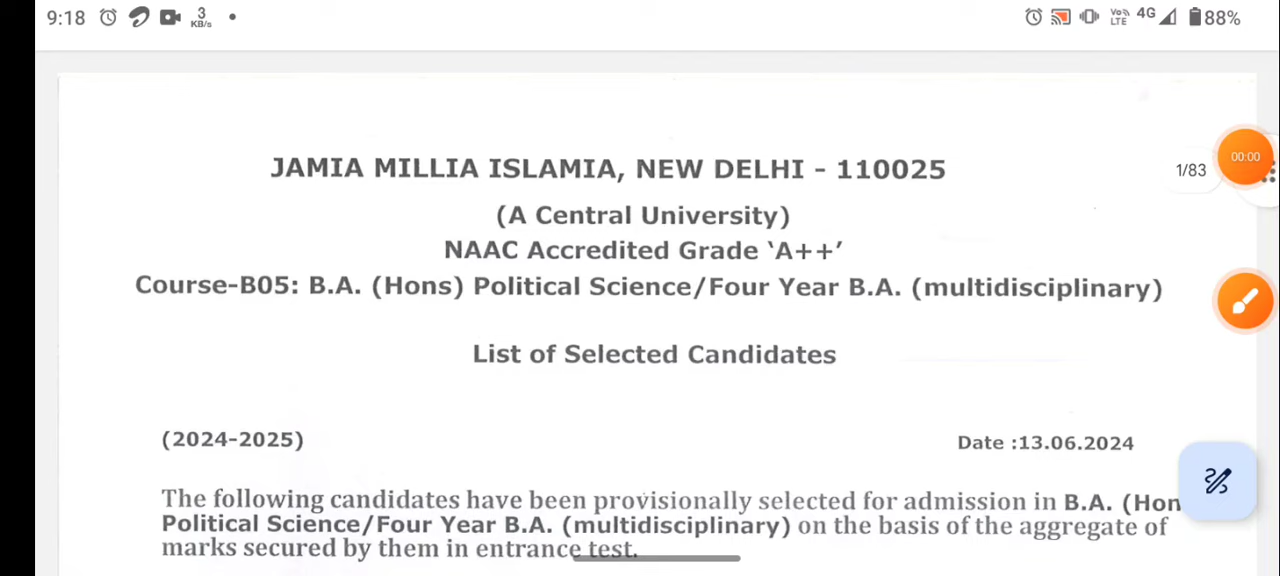 9:18 3 KB/s • Vo)) LTE 4G 88%
JAMIA MILLIA ISLAMIA, NEW DELHI - 110025
1/83
00:00
(A Central University)
NAAC Accredited Grade ‘A++’
Course-B05: B.A. (Hons) Political Science/Four Year B.A. (multidisciplinary)
List of Selected Candidates
(2024-2025) Date :13.06.2024
The following candidates have been provisionally selected for admission in B.A. (Hon
Political Science/Four Year B.A. (multidisciplinary) on the basis of the aggregate of
marks secured by them in entrance test.